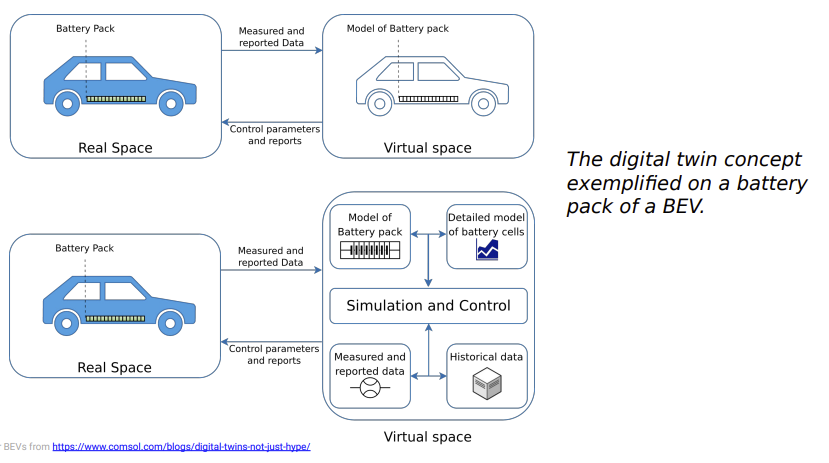 Battery Pack
Measured and
reported Data
Model of Battery pack
Control parameters
and reports
Real Space
Virtual space
The digital twin concept
exemplified on a battery
pack of a BEV.
Battery Pack
Measured and
reported Data
Model of
Battery pack
Detailed model
of battery cells
Simulation and Control
Control parameters
and reports
Measured and
reported data
Historical data
Real Space
Virtual space
BEVs from https://www.comsol.com/blogs/digital-twins-not-just-hype/